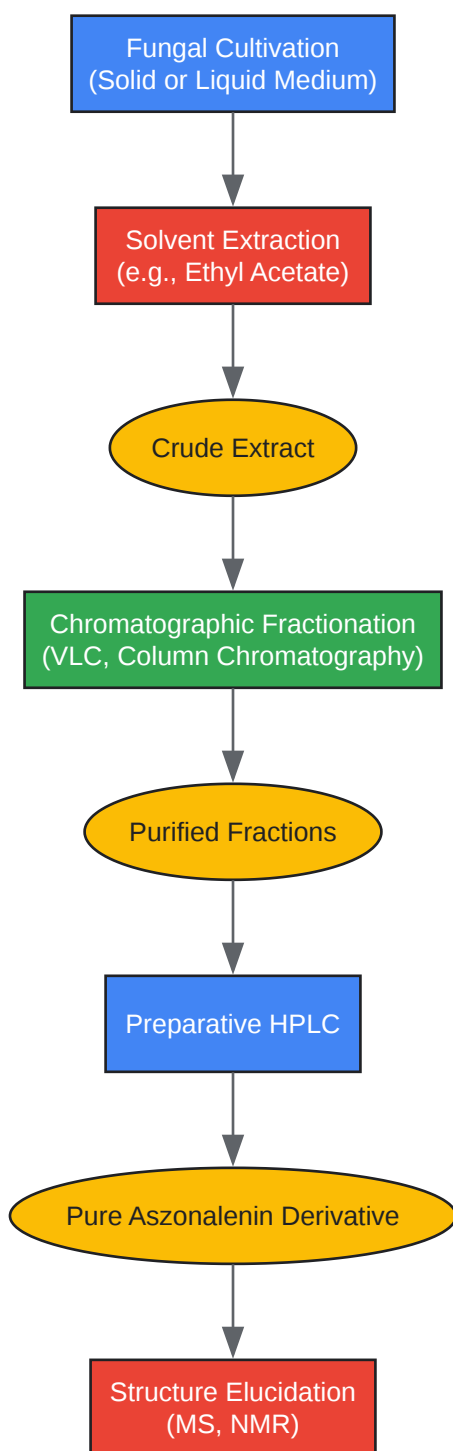 Fungal Cultivation
(Solid or Liquid Medium)
Solvent Extraction
(e.g., Ethyl Acetate)
Crude Extract
Chromatographic Fractionation
(VLC, Column Chromatography)
Purified Fractions
Preparative HPLC
Pure Aszonalenin Derivative
Structure Elucidation
(MS, NMR)